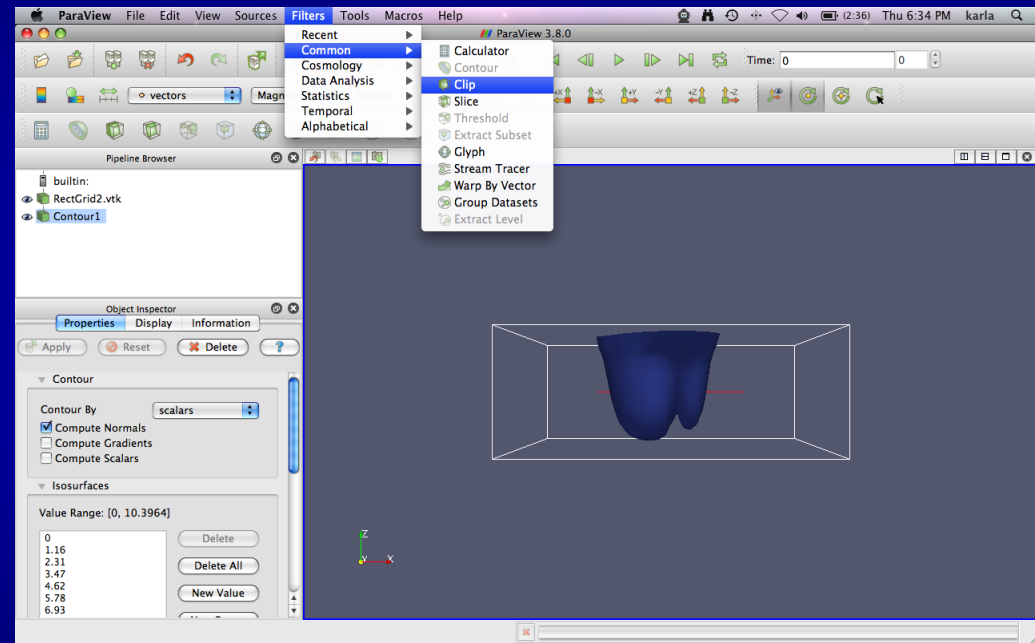 ParaView File Edit View Sources Filters Tools Macros Help (2:36) Thu 6:34 PM karla
ParaView 3.8.0
Recent
Common
Cosmology
Data Analysis
Statistics
Temporal
Alphabetical
Calculator
Contour
Clip
Slice
Threshold
Extract Subset
Glyph
Stream Tracer
Warp By Vector
Group Datasets
Extract Level
Time: 0 0
vectors Magn
+X -X +Y -Y +Z -Z
Pipeline Browser
builtin:
RectGrid2.vtk
Contour1
Object Inspector
Properties Display Information
Apply Reset Delete ?
Contour
Contour By scalars
Compute Normals
Compute Gradients
Compute Scalars
Isosurfaces
Value Range: [0, 10.3964]
0
1.16
2.31
3.47
4.62
5.78
6.93
Delete
Delete All
New Value
Z
Y X